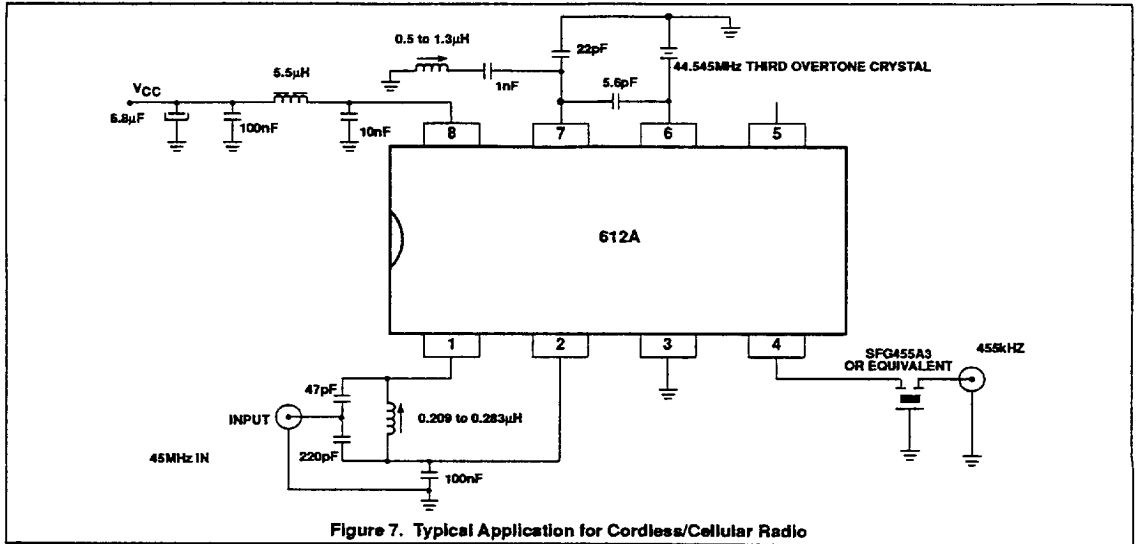 0.5 to 1.3μH
22pF
44.545MHz THIRD OVERTONE CRYSTAL
1nF
5.6pF
5.5μH
VCC
6.8μF
100nF
10nF
8
7
6
5
612A
1
2
3
4
47pF
INPUT
0.209 to 0.283μH
220pF
45MHz IN
100nF
SFG455A3
OR EQUIVALENT
455kHZ
Figure 7. Typical Application for Cordless/Cellular Radio